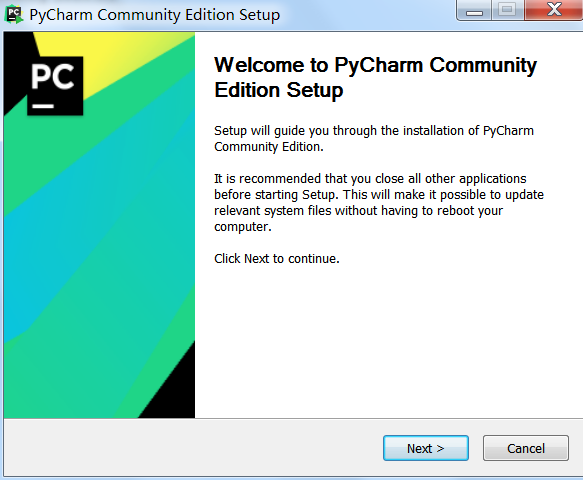 PyCharm Community Edition Setup
PC
Welcome to PyCharm Community
Edition Setup
Setup will guide you through the installation of PyCharm
Community Edition.
It is recommended that you close all other applications
before starting Setup. This will make it possible to update
relevant system files without having to reboot your
computer.
Click Next to continue.
Next >
Cancel